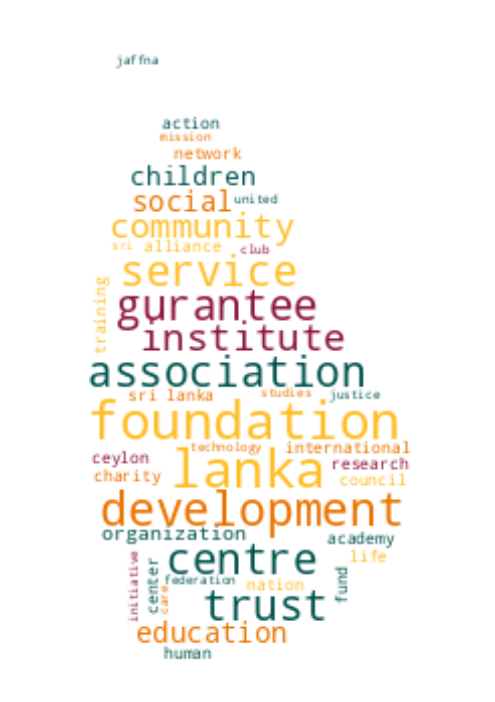 jaffna
action
mission
network
children
social united
community
sri alliance club
service
training
gurantee
institute
association
sri lanka studies justice
foundation
technology international
ceylon lanka research
charity council
development
organization academy
centre life
initiative center federation nation fund
care trust
education
human